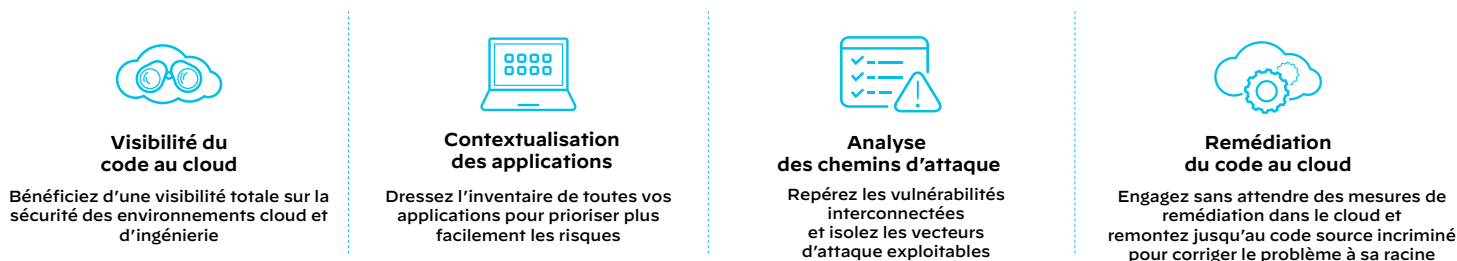 Visibilité du
code au cloud
Bénéficiez d’une visibilité totale sur la
sécurité des environnements cloud et
d’ingénierie
Contextualisation
des applications
Dressez l’inventaire de toutes vos
applications pour prioriser plus
facilement les risques
Analyse
des chemins d’attaque
Repérez les vulnérabilités
interconnectées
et isolez les vecteurs
d’attaque exploitables
Remédiation
du code au cloud
Engagez sans attendre des mesures de
remédiation dans le cloud et
remontez jusqu’au code source incriminé
pour corriger le problème à sa racine